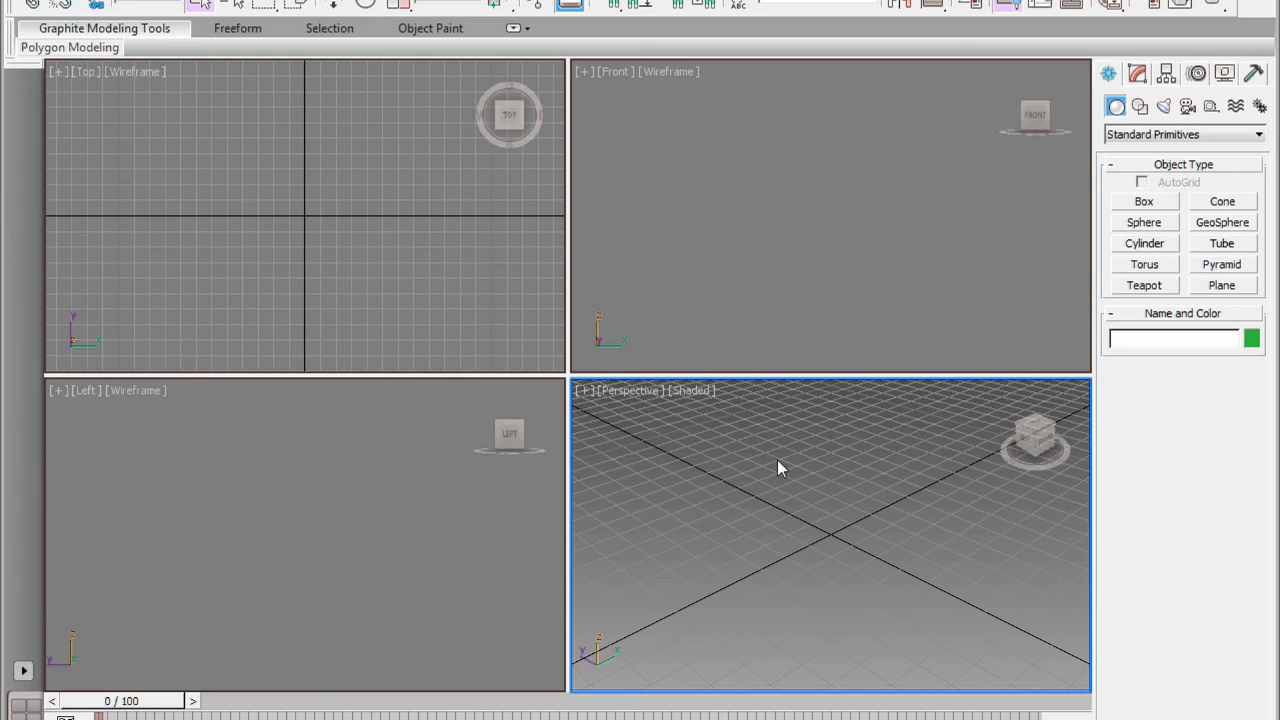 Graphite Modeling Tools Freeform Selection Object Paint
Polygon Modeling
[+] [Top] [Wireframe]
TOP
y
z
x
[+] [Front] [Wireframe]
FRONT
z
y
x
Standard Primitives
- Object Type
AutoGrid
Box Cone
Sphere GeoSphere
Cylinder Tube
Torus Pyramid
Teapot Plane
- Name and Color
[+] [Left] [Wireframe]
LEFT
z
y
x
[+] [Perspective] [Shaded]
z
y
x
< 0 / 100 >